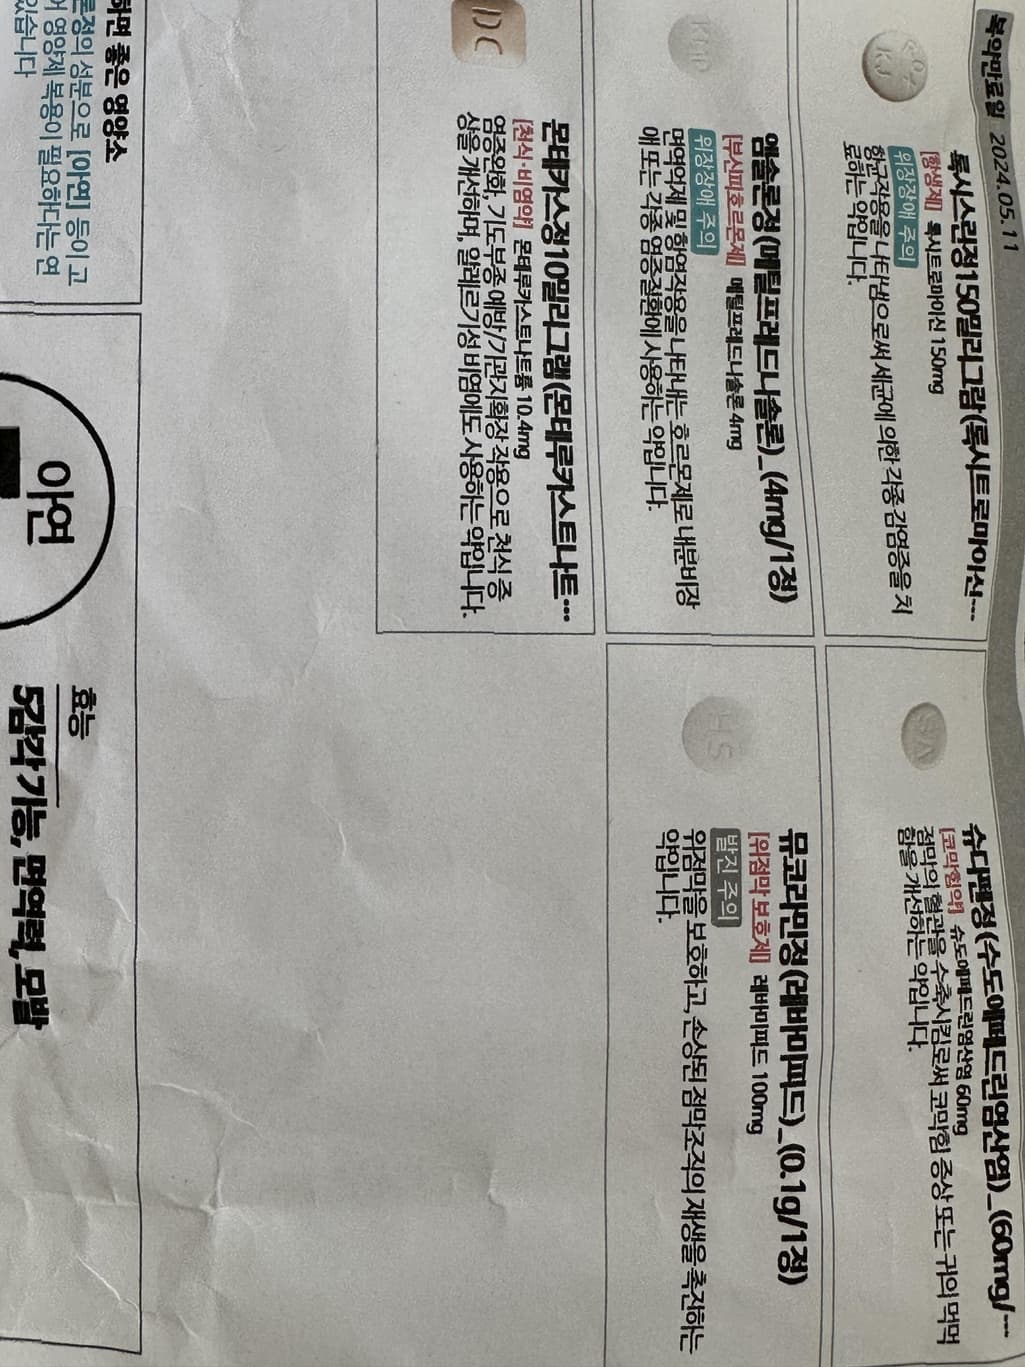 복약만료일 2024.05.11
록시스린정150밀리그람(록시트로마이신…
[항생제] 록시트로마이신 150mg
위장장애 주의
항균작용을 나타냄으로써 세균에 의한 각종 감염증을 치
료하는 약입니다.
SA
슈다팬정(수도에페드린염산염)_(60mg/…
[코막힘약] 슈도에페드린염산염 60mg
점막의 혈관을 수축시킴으로써 코막힘 증상 또는 귀의 먹먹
함을 개선하는 약입니다.
KMP
앰솔론정(메틸프레드니솔론)_(4mg/1정)
[부신피호르몬제] 메틸프레드니솔론 4mg
위장장애 주의
면역억제 및 항염작용을 나타내는 호르몬제로 내분비장
애 또는 각종 염증질환에 사용하는 약입니다.
HS
뮤코라민정(레바미피드)_(0.1g/1정)
[위점막 보호제] 레바미피드 100mg
발진 주의
위점막을 보호하고, 손상된 점막조직의 재생을 촉진하는
약입니다.
DC
몬테카스정10밀리그램(몬테루카스트나트…
[천식·비염약] 몬테루카스트나트륨 10.4mg
염증완화, 기도부종 예방/기관지확장 작용으로 천식 증
상을 개선하며, 알레르기성 비염에도 사용하는 약입니다.
하면 좋은 영양소
론정의 성분으로 [아연] 등이 고
어 영양제 복용이 필요하다는 연
있습니다
아연
효능
5감각 기능, 면역력, 모발